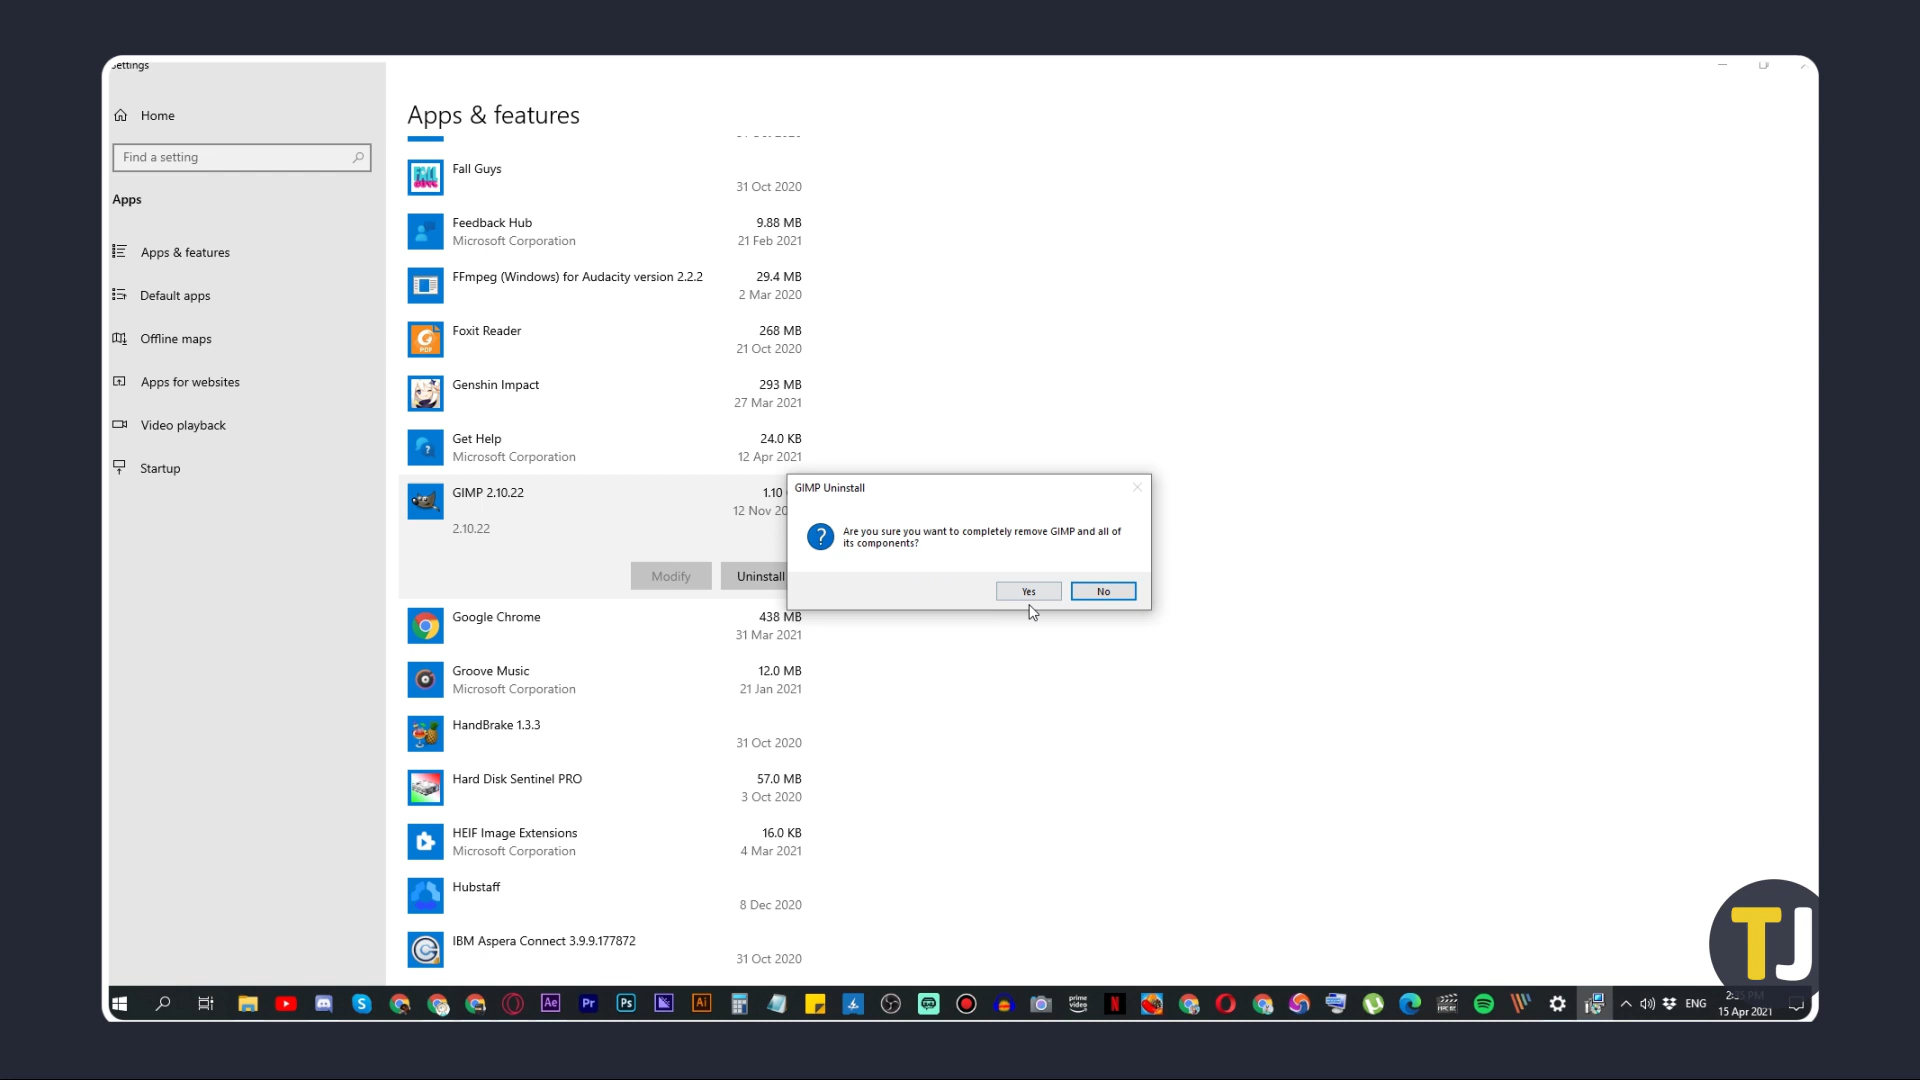 Home
Find a setting
Apps
Apps & features
Default apps
Offline maps
Apps for websites
Video playback
Startup
Apps & features
Fall Guys
31 Oct 2020
Feedback Hub 9.88 MB
Microsoft Corporation 21 Feb 2021
FFmpeg (Windows) for Audacity version 2.2.2 29.4 MB
2 Mar 2020
Foxit Reader 268 MB
21 Oct 2020
Genshin Impact 293 MB
27 Mar 2021
Get Help 24.0 KB
Microsoft Corporation 12 Apr 2021
GIMP 2.10.22 1.10
12 Nov 20
2.10.22
Modify Uninstall
GIMP Uninstall
Are you sure you want to completely remove GIMP and all of
its components?
Yes No
Google Chrome 438 MB
31 Mar 2021
Groove Music 12.0 MB
Microsoft Corporation 21 Jan 2021
HandBrake 1.3.3
31 Oct 2020
Hard Disk Sentinel PRO 57.0 MB
3 Oct 2020
HEIF Image Extensions 16.0 KB
Microsoft Corporation 4 Mar 2021
Hubstaff
8 Dec 2020
IBM Aspera Connect 3.9.9.177872
31 Oct 2020
TJ
Ae Pr Ps Ai prime video N ENG
15 Apr 2021